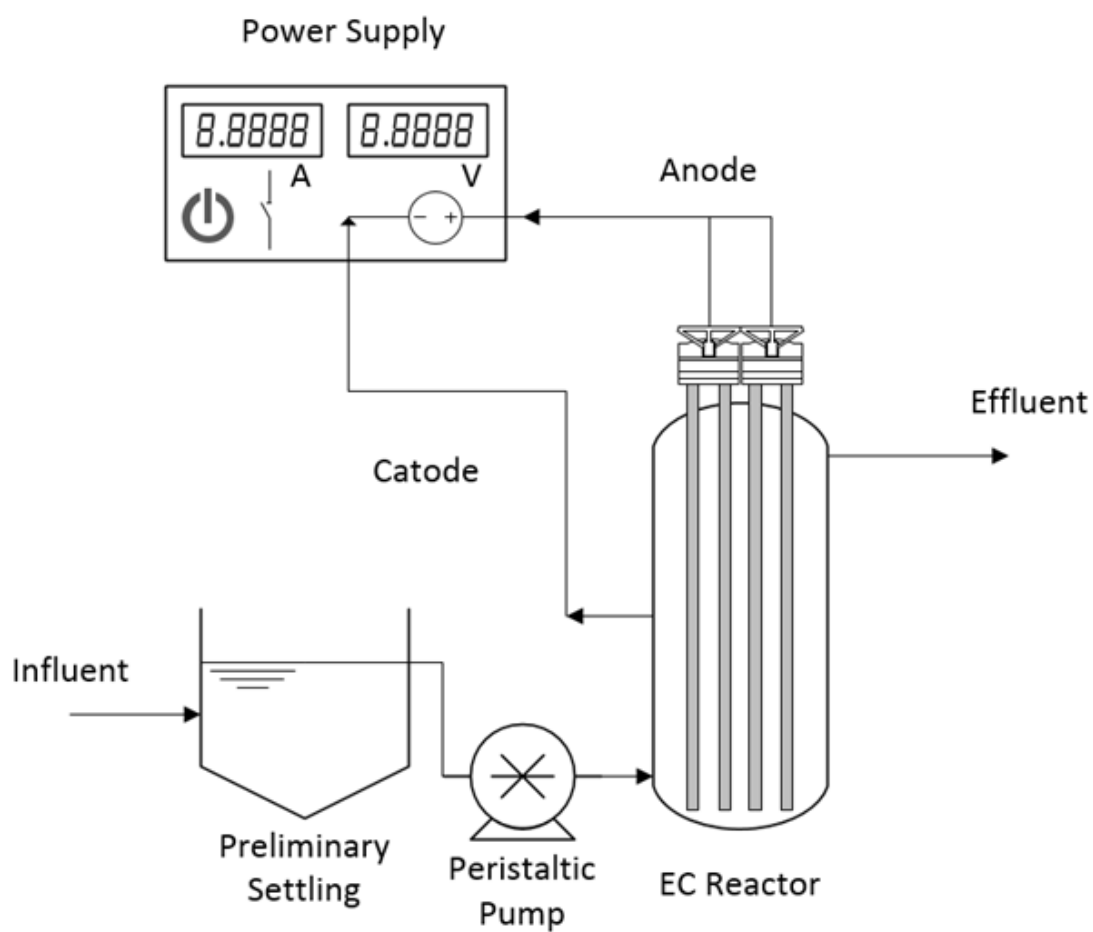 Power Supply
8.8888 8.8888
A V
Anode
- +
Effluent
Catode
Influent
Preliminary
Settling
Peristaltic
Pump
EC Reactor